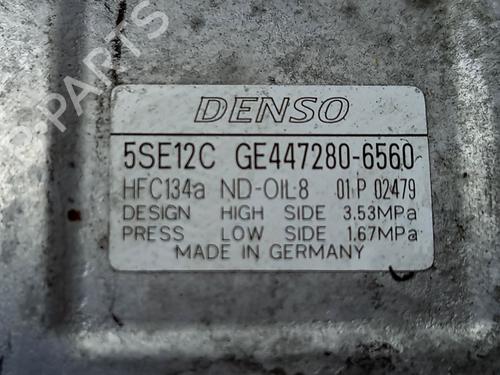 DENSO
5SE12C GE447280-6560
HFC134a ND-OIL8 01P 02479
DESIGN HIGH SIDE 3.53MPa
PRESS LOW SIDE 1.67MPa
MADE IN GERMANY